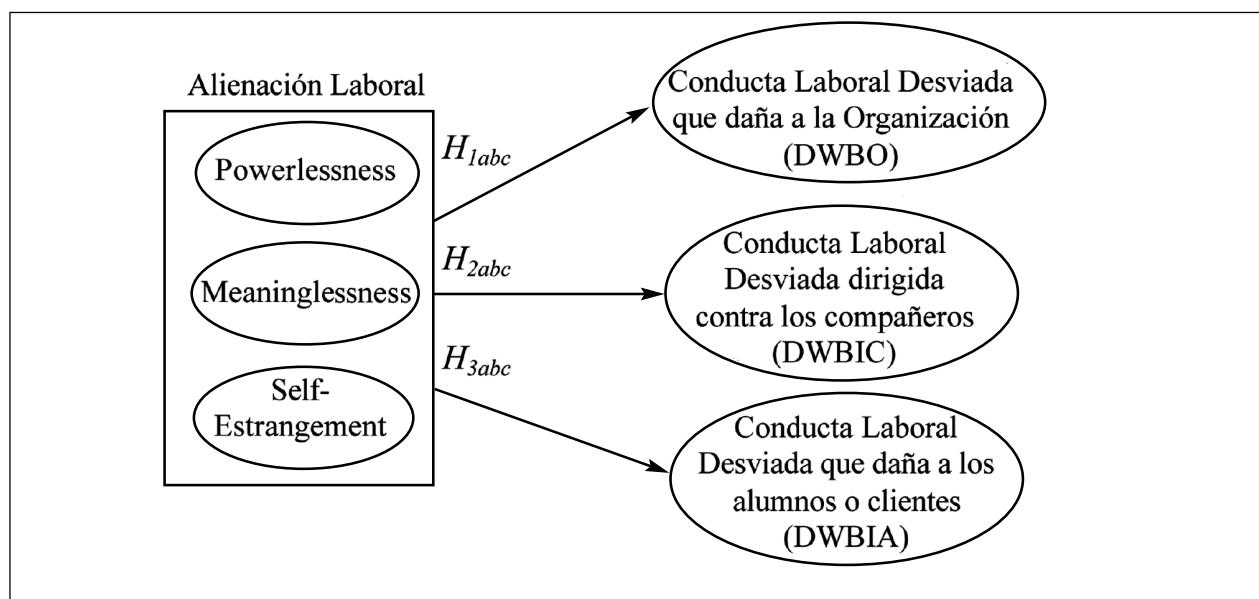 Alienación Laboral
Powerlessness
Meaninglessness
Self-
Estrangement
H1abc
H2abc
H3abc
Conducta Laboral Desviada
que daña a la Organización
(DWBO)
Conducta Laboral
Desviada dirigida
contra los compañeros
(DWBIC)
Conducta Laboral
Desviada que daña a los
alumnos o clientes
(DWBIA)